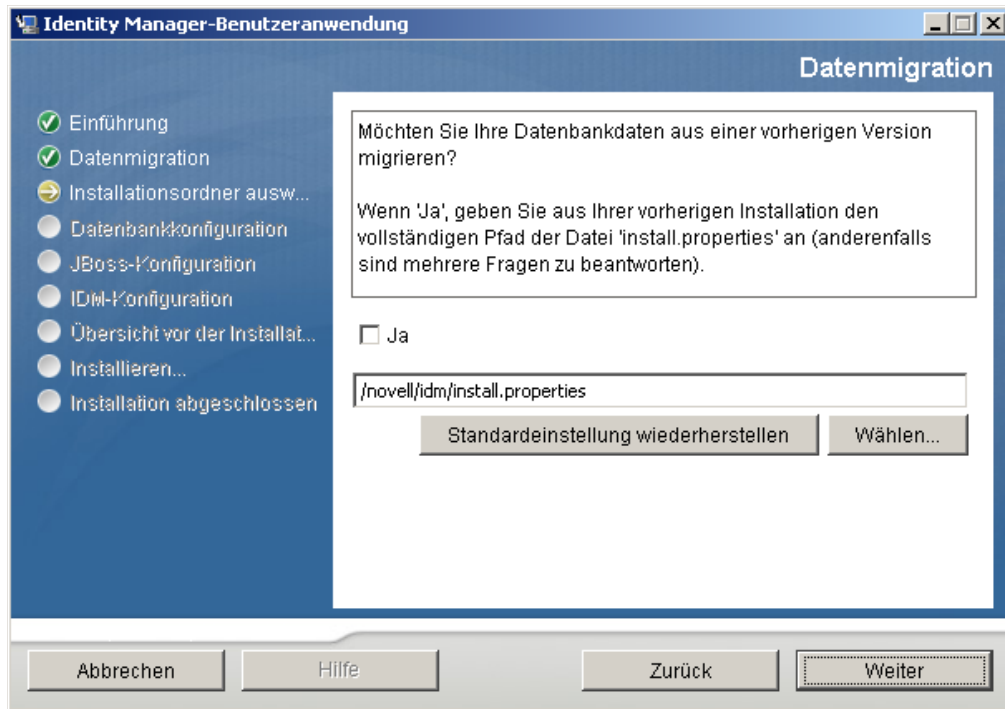 Identity Manager-Benutzeranwendung
Datenmigration
Einführung
Datenmigration
Installationsordner ausw...
Datenbankkonfiguration
JBoss-Konfiguration
IDM-Konfiguration
Übersicht vor der Installat...
Installieren...
Installation abgeschlossen
Möchten Sie Ihre Datenbankdaten aus einer vorherigen Version
migrieren?
Wenn 'Ja', geben Sie aus Ihrer vorherigen Installation den
vollständigen Pfad der Datei 'install.properties' an (anderenfalls
sind mehrere Fragen zu beantworten).
Ja
/novell/idm/install.properties
Standardeinstellung wiederherstellen
Wählen...
Abbrechen
Hilfe
Zurück
Weiter